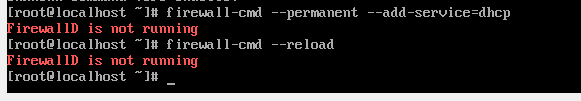 [root@localhost ~]# firewall-cmd --permanent --add-service=dhcp
FirewallD is not running
[root@localhost ~]# firewall-cmd --reload
FirewallD is not running
[root@localhost ~]# _